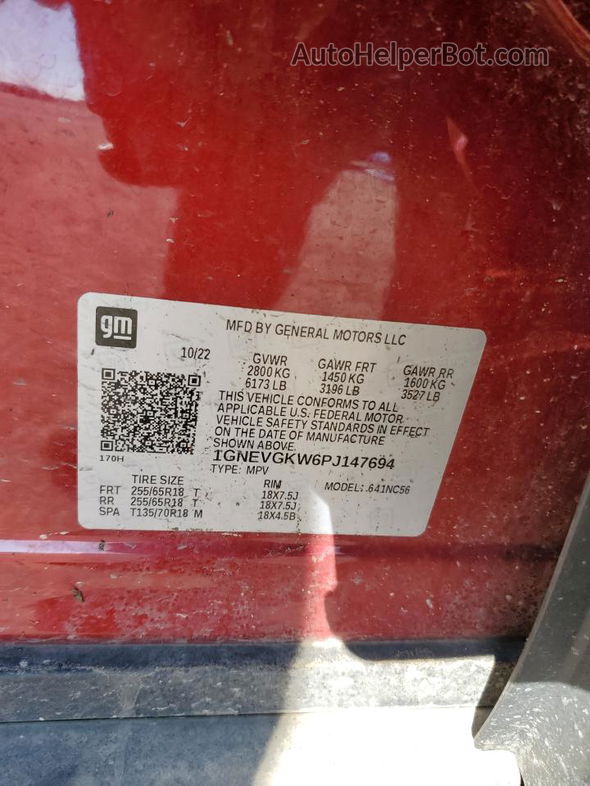 AutoHelperBot.com
gm
MFD BY GENERAL MOTORS LLC
10/22
GVWR GAWR FRT GAWR RR
2800 KG 1450 KG 1600 KG
6173 LB 3196 LB 3527 LB
THIS VEHICLE CONFORMS TO ALL
APPLICABLE U.S. FEDERAL MOTOR
VEHICLE SAFETY STANDARDS IN EFFECT
ON THE DATE OF MANUFACTURE
SHOWN ABOVE.
170H
1GNEVGKW6PJ147694
TYPE: MPV
TIRE SIZE RIM MODEL: .641NC56
FRT 255/65R18 T 18X7.5J
RR 255/65R18 T 18X7.5J
SPA T135/70R18 M 18X4.5B